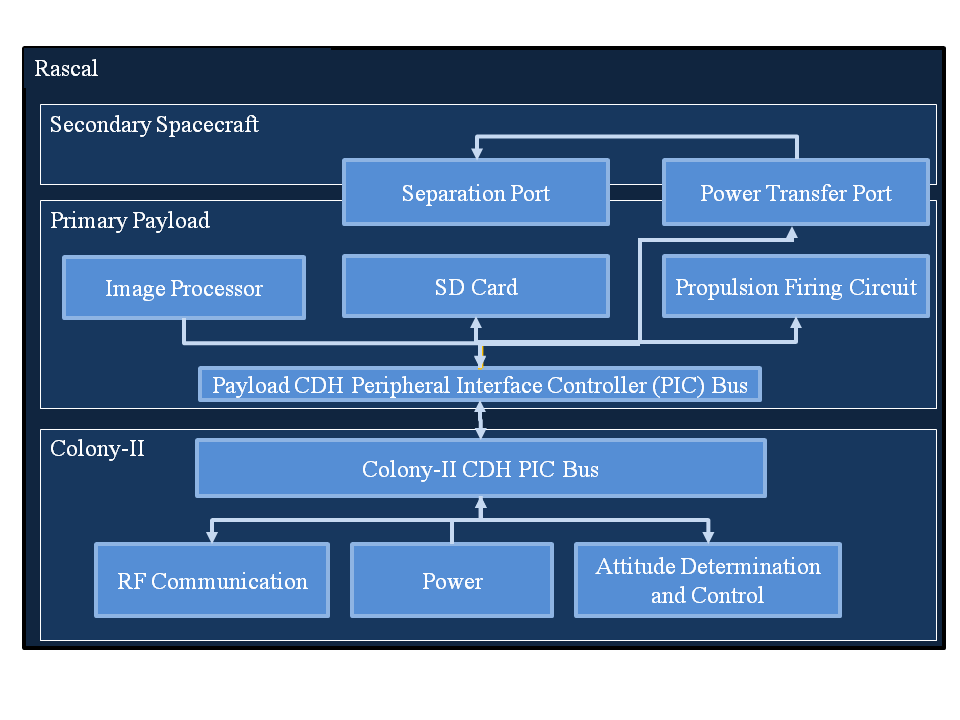 Rascal
Secondary Spacecraft
Separation Port
Power Transfer Port
Primary Payload
Image Processor
SD Card
Propulsion Firing Circuit
Payload CDH Peripheral Interface Controller (PIC) Bus
Colony-II
Colony-II CDH PIC Bus
RF Communication
Power
Attitude Determination
and Control